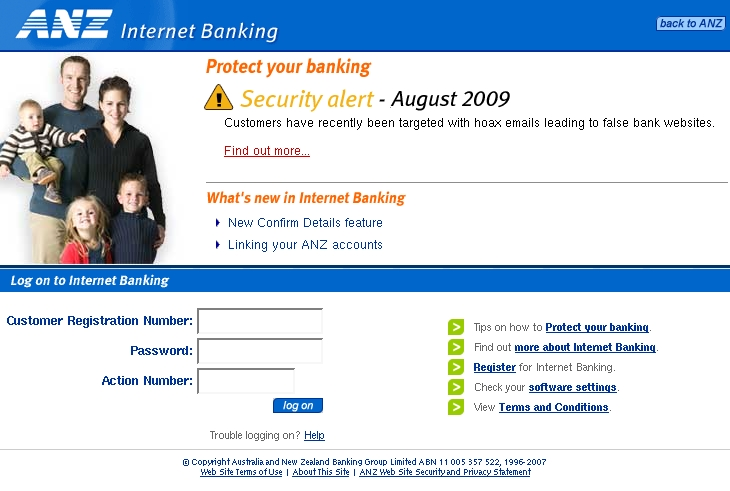 ANZ Internet Banking
back to ANZ
Protect your banking
Security alert - August 2009
Customers have recently been targeted with hoax emails leading to false bank websites.
Find out more...
What's new in Internet Banking
New Confirm Details feature
Linking your ANZ accounts
Log on to Internet Banking
Customer Registration Number:
Password:
Action Number:
log on
Trouble logging on? Help
Tips on how to Protect your banking.
Find out more about Internet Banking.
Register for Internet Banking.
Check your software settings.
View Terms and Conditions.
© Copyright Australia and New Zealand Banking Group Limited ABN 11 005 357 522, 1996-2007
Web Site Terms of Use | About This Site | ANZ Web Site Security and Privacy Statement